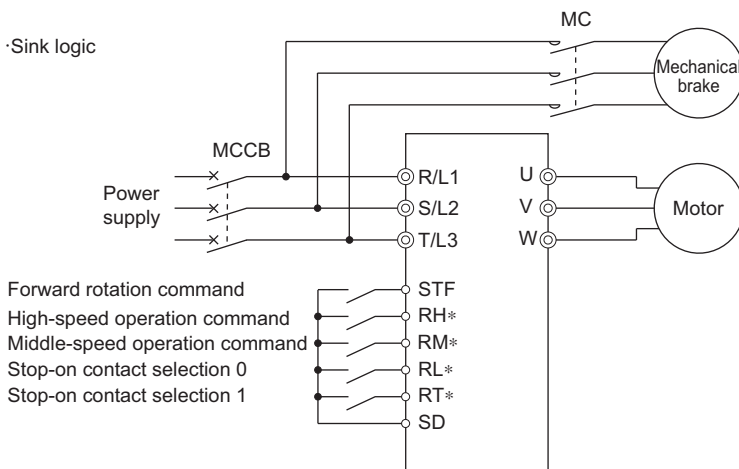 MC
·Sink logic
Mechanical
brake
MCCB
Power
supply
R/L1
S/L2
T/L3
U
V
W
Motor
Forward rotation command
STF
High-speed operation command
RH*
Middle-speed operation command
RM*
Stop-on contact selection 0
RL*
Stop-on contact selection 1
RT*
SD